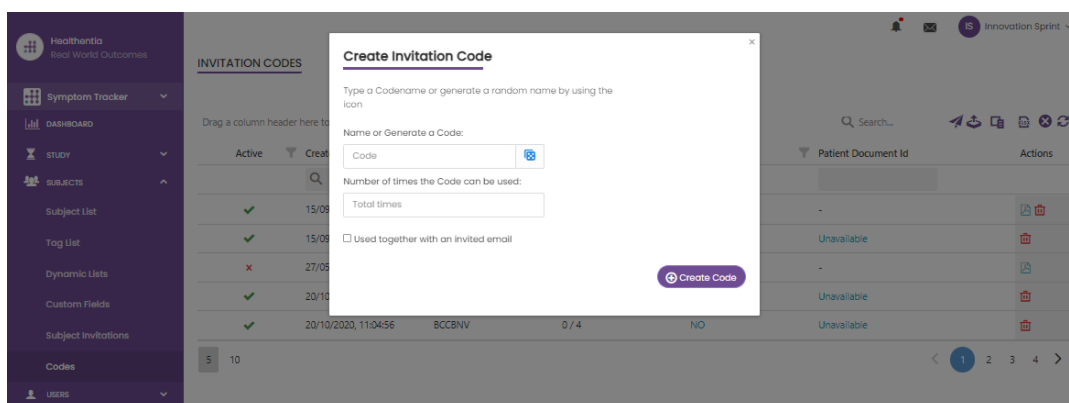 Healthentia
Real World Outcomes
IS Innovation Sprint
Symptom Tracker
DASHBOARD
STUDY
SUBJECTS
Subject List
Tag List
Dynamic Lists
Custom Fields
Subject Invitations
Codes
USERS
INVITATION CODES
Drag a column header here to
Search...
Active
Creat
Patient Document Id
Actions
15/09
-
15/09
Unavailable
27/05
-
20/10
Unavailable
20/10/2020, 11:04:56 BCCBNV 0 / 4 NO Unavailable
5 10
1 2 3 4
Create Invitation Code
Type a Codename or generate a random name by using the
icon
Name or Generate a Code:
Code
Number of times the Code can be used:
Total times
Used together with an invited email
Create Code